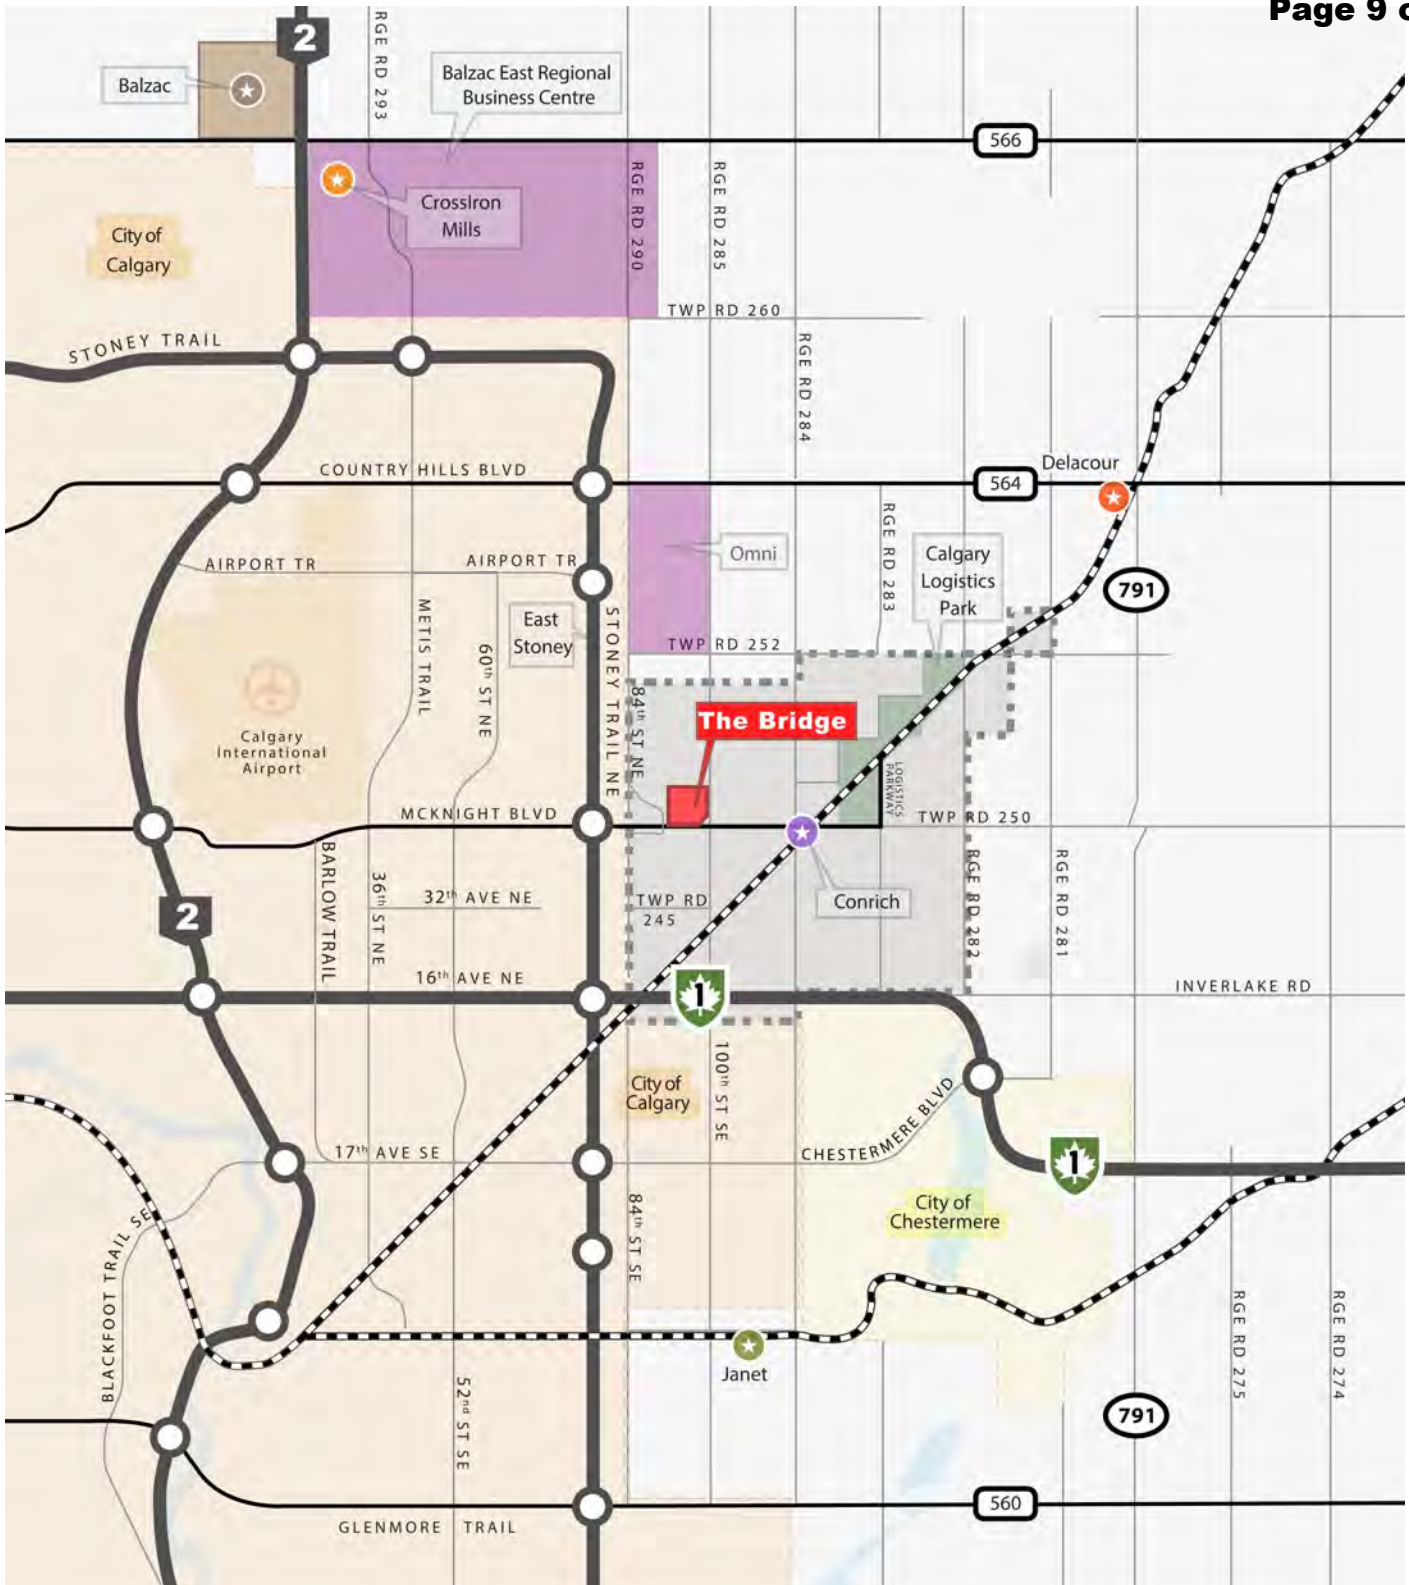 Page 9 o
2
RGE RD 293
Balzac
Balzac East Regional
Business Centre
566
CrossIron
Mills
RGE RD 290
RGE RD 285
City of
Calgary
TWP RD 260
STONEY TRAIL
RGE RD 284
COUNTRY HILLS BLVD
564
Delacour
AIRPORT TR
AIRPORT TR
Omni
RGE RD 283
Calgary
Logistics
Park
791
METIS TRAIL
60th ST NE
East
Stoney
STONEY TRAIL NE
TWP RD 252
84th ST NE
The Bridge
Calgary
International
Airport
LOGISTICS
PARKWAY
MCKNIGHT BLVD
TWP RD 250
BARLOW TRAIL
36th ST NE
32th AVE NE
TWP RD
245
Conrich
RGE RD 282
RGE RD 281
2
16th AVE NE
1
INVERLAKE RD
City of
Calgary
100th ST SE
CHESTERMERE BLVD
17th AVE SE
1
84th ST SE
City of
Chestermere
BLACKFOOT TRAIL SE
RGE RD 275
RGE RD 274
Janet
52nd ST SE
791
560
GLENMORE TRAIL